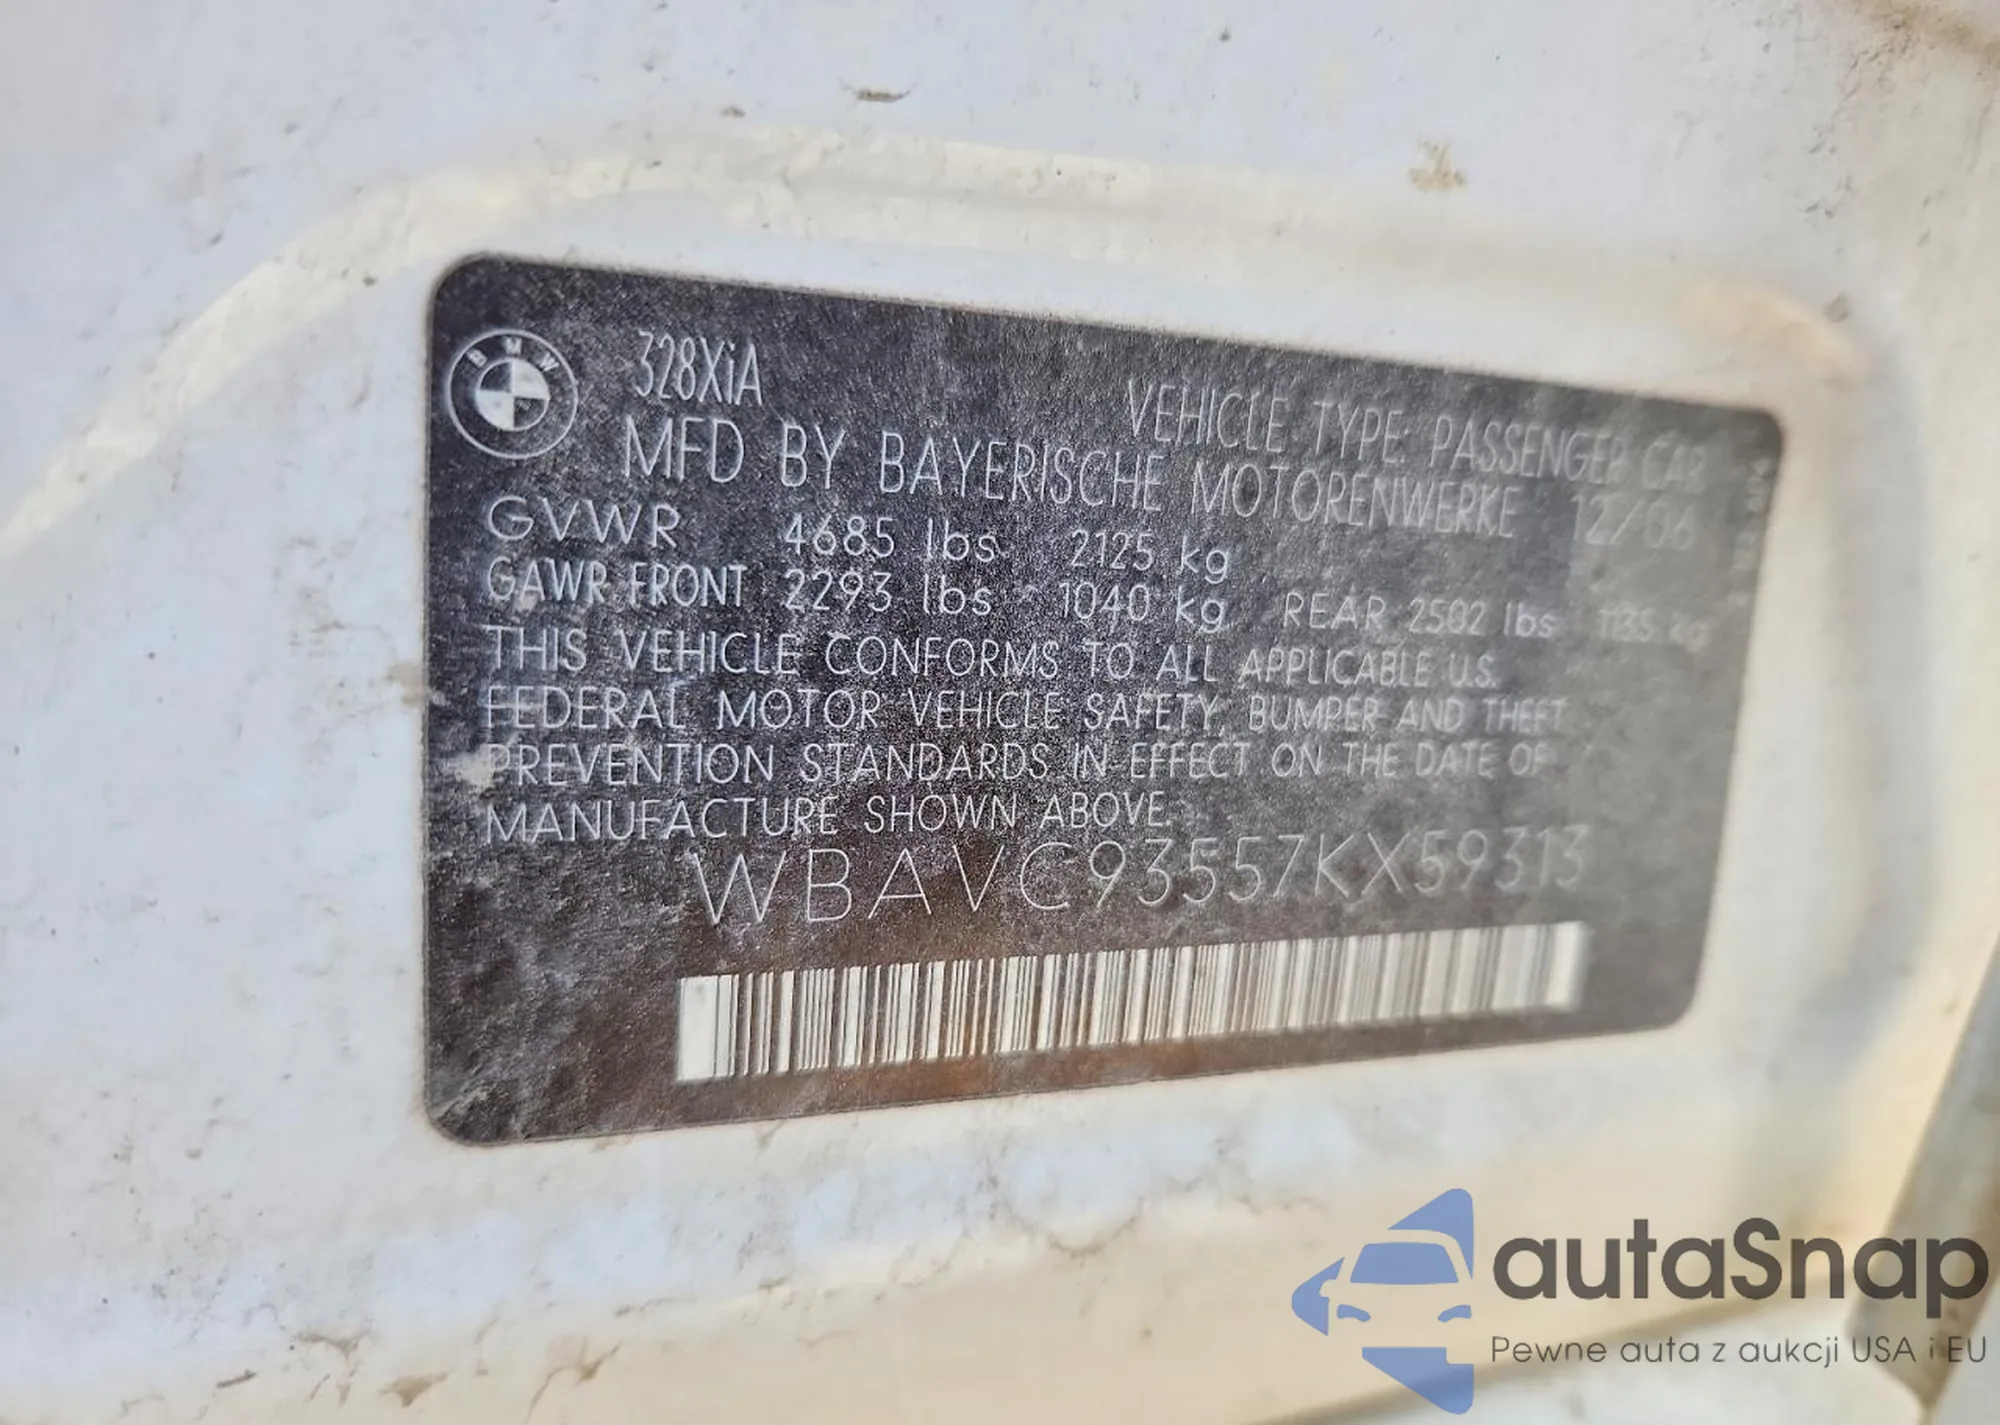 BMW
328XiA
VEHICLE TYPE: PASSENGER CAR
MFD BY BAYERISCHE MOTORENWERKE 12/06
GVWR 4685 lbs 2125 kg
GAWR FRONT 2293 lbs 1040 kg REAR 2502 lbs 1135 kg
THIS VEHICLE CONFORMS TO ALL APPLICABLE U.S.
FEDERAL MOTOR VEHICLE SAFETY, BUMPER AND THEFT
PREVENTION STANDARDS IN EFFECT ON THE DATE OF
MANUFACTURE SHOWN ABOVE.
WBAVC93557KX59313
autaSnap
Pewne auta z aukcji USA i EU